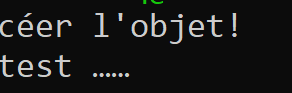 céer l'objet!
test ……